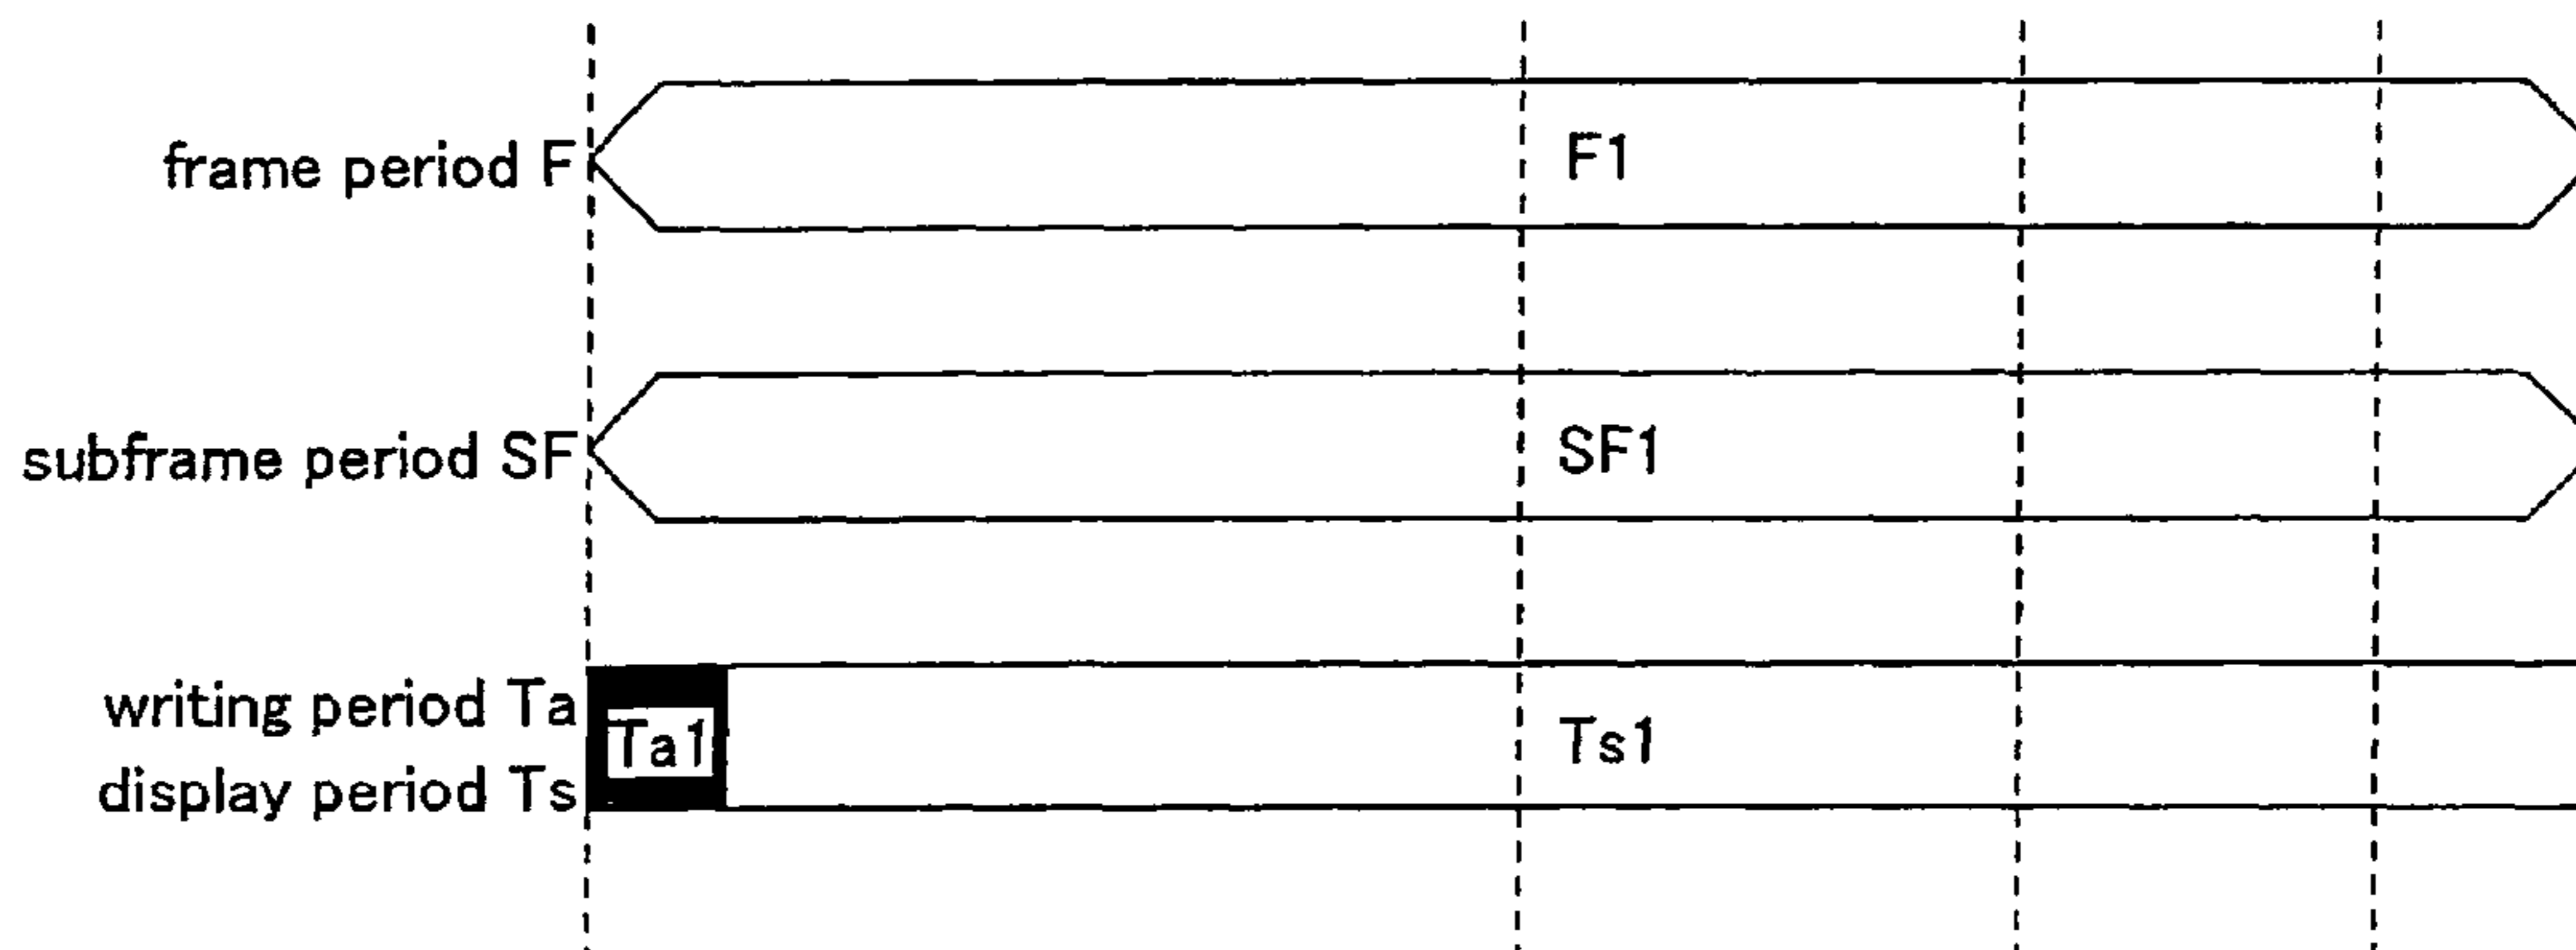 frame period F
F1
subframe period SF
SF1
writing period Ta
display period Ts
Ta1
Ts1